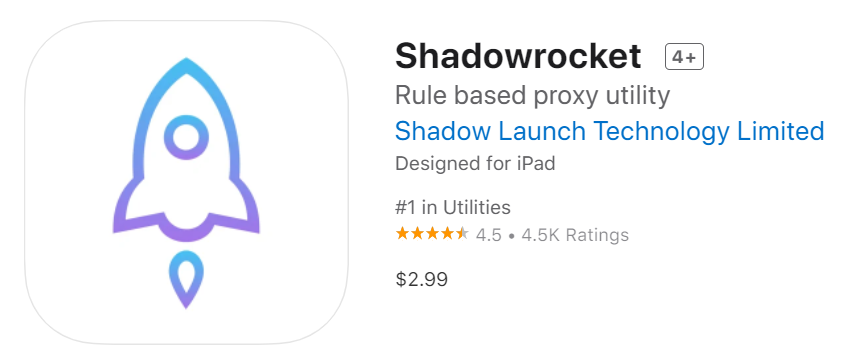 Shadowrocket 4+
Rule based proxy utility
Shadow Launch Technology Limited
Designed for iPad
#1 in Utilities
★★★★★ 4.5 • 4.5K Ratings
$2.99